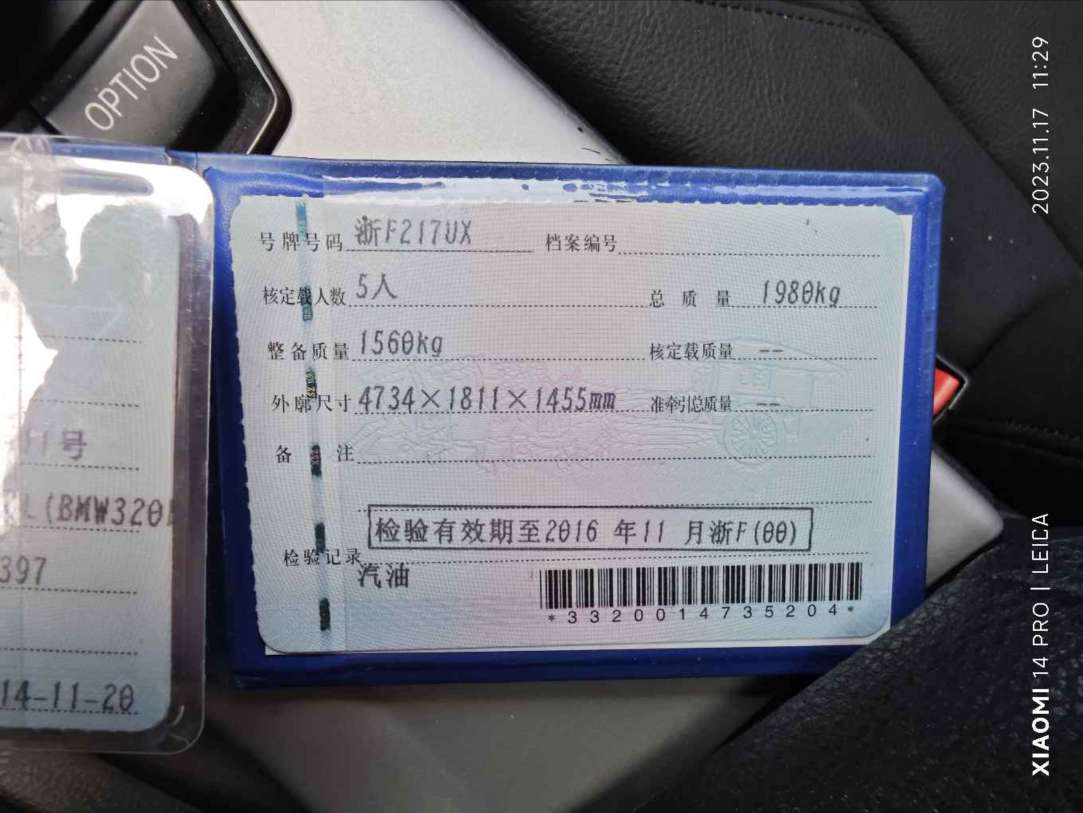 OPTION
号牌号码 浙F217UX 档案编号
核定载人数 5人 总质量 1980kg
整备质量 1560kg 核定载质量 --
外廓尺寸 4734×1811×1455mm 准牵引总质量 --
备注
检验记录 检验有效期至2016 年11 月浙F(00)
汽油
*3320014735204*
号
(BMW320
397
14-11-20
2023.11.17 11:29
XIAOMI 14 PRO | LEICA